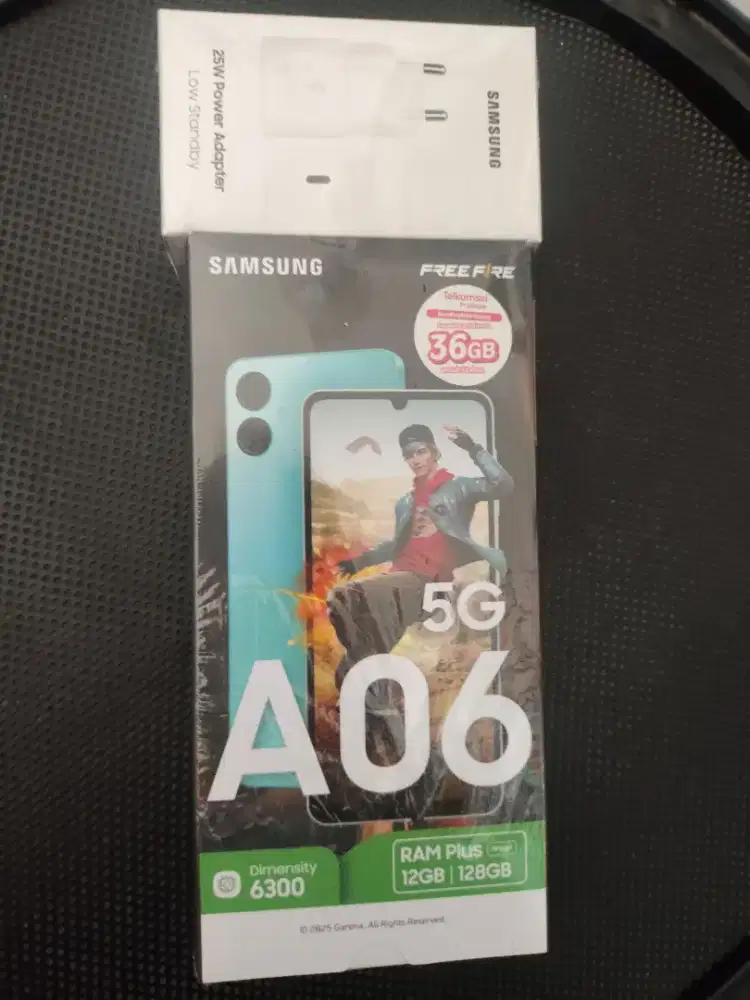 SAMSUNG
25W Power Adapter
Low Standby
SAMSUNG
FREE FIRE
Telkomsel
Prabayar
36GB
5G
A06
Dimensity
6300
RAM Plus
12GB | 128GB
© 2025 Garena. All Rights Reserved.